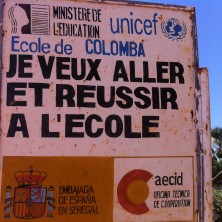 MINISTERE DE
L'EDUCATION
unicef
Ecole de COLOMBA
JE VEUX ALLER
ET REUSSIR
A L'ECOLE
EMBAJADA
DE ESPAÑA
EN SENEGAL
aecid
OFICINA TECNICA
DE COOPERACION